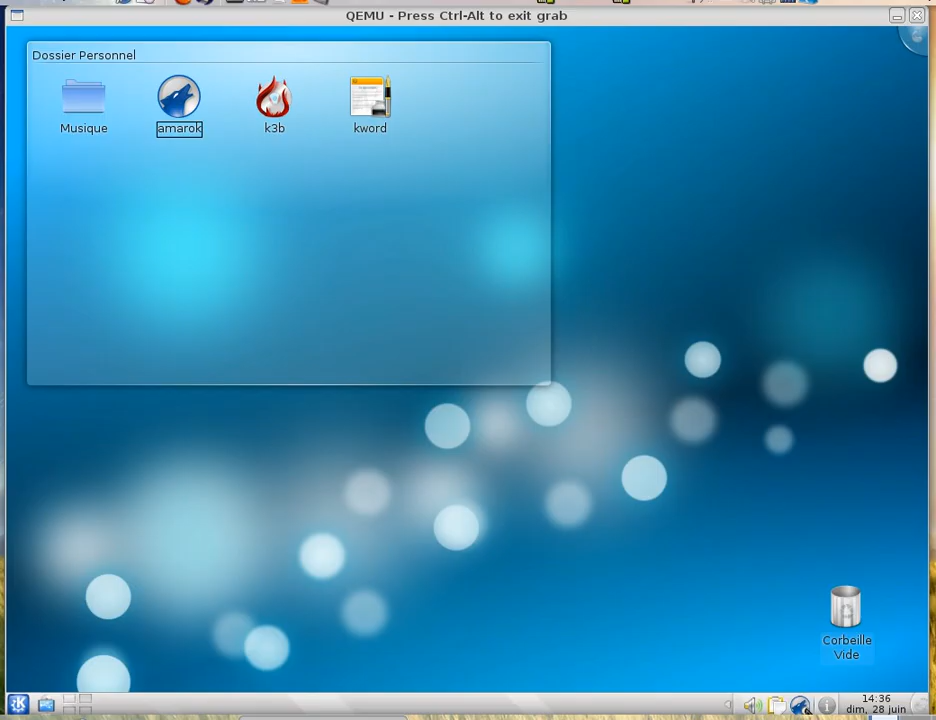 QEMU - Press Ctrl-Alt to exit grab
Dossier Personnel
Musique
amarok
k3b
kword
Corbeille
Vide
14:36
dim, 28 juin